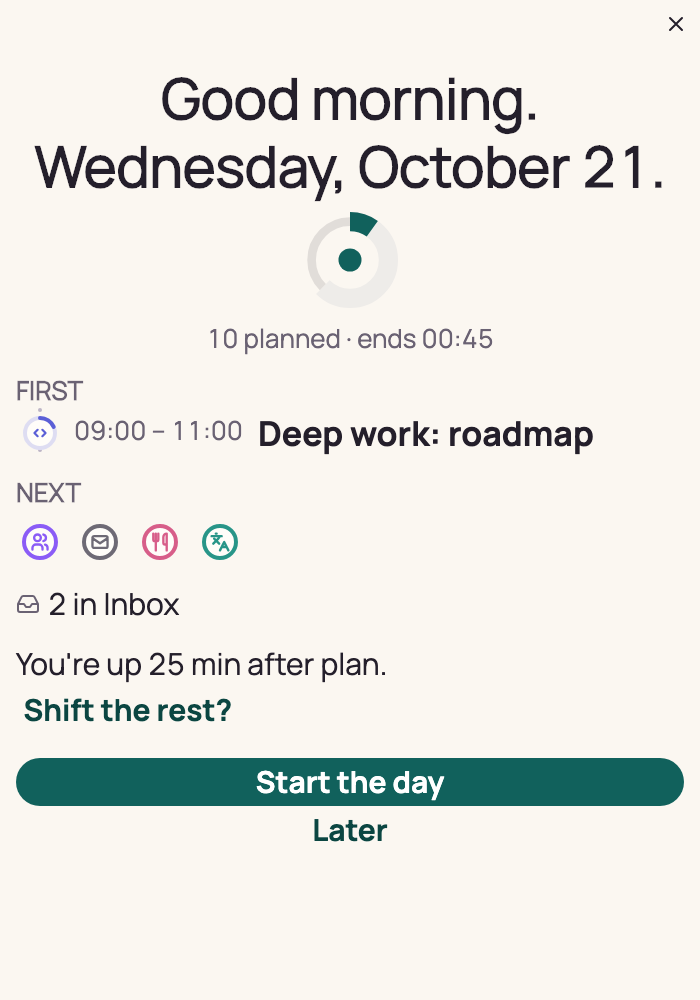 Good morning.
Wednesday, October 21.
10 planned · ends 00:45
FIRST
09:00 – 11:00 Deep work: roadmap
NEXT
2 in Inbox
You're up 25 min after plan.
Shift the rest?
Start the day
Later